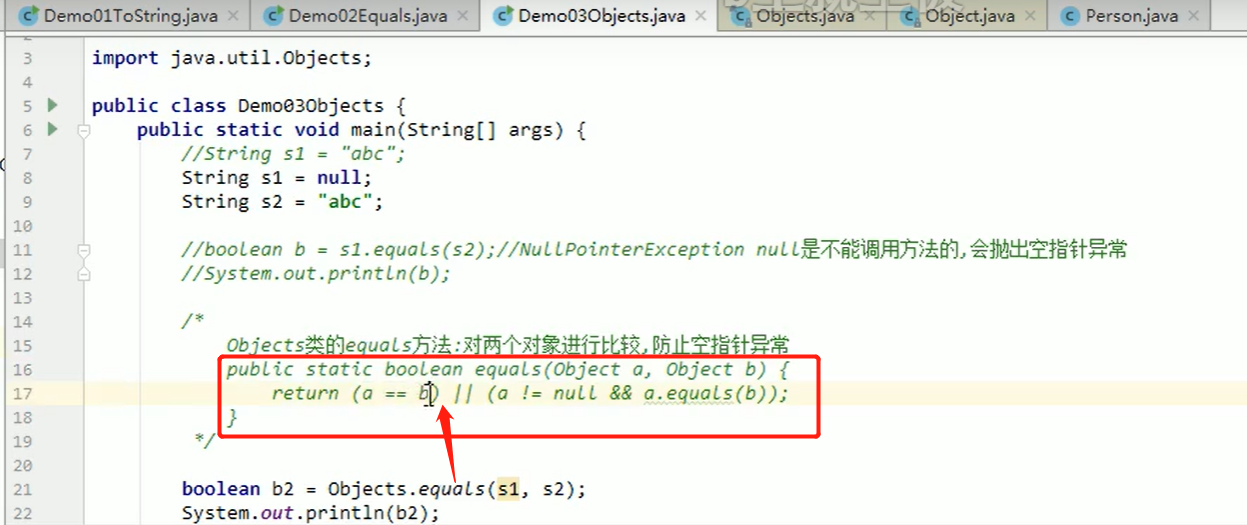 Demo01ToString.java
Demo02Equals.java
Demo03Objects.java
Objects.java
Object.java
Person.java
3 import java.util.Objects;
4
5 public class Demo03Objects {
6 public static void main(String[] args) {
7 //String s1 = "abc";
8 String s1 = null;
9 String s2 = "abc";
10
11 //boolean b = s1.equals(s2);//NullPointerException null是不能调用方法的,会抛出空指针异常
12 //System.out.println(b);
13
14 /*
15 Objects类的equals方法:对两个对象进行比较,防止空指针异常
16 public static boolean equals(Object a, Object b) {
17 return (a == b) || (a != null && a.equals(b));
18 }
19 */
20
21 boolean b2 = Objects.equals(s1, s2);
22 System.out.println(b2);